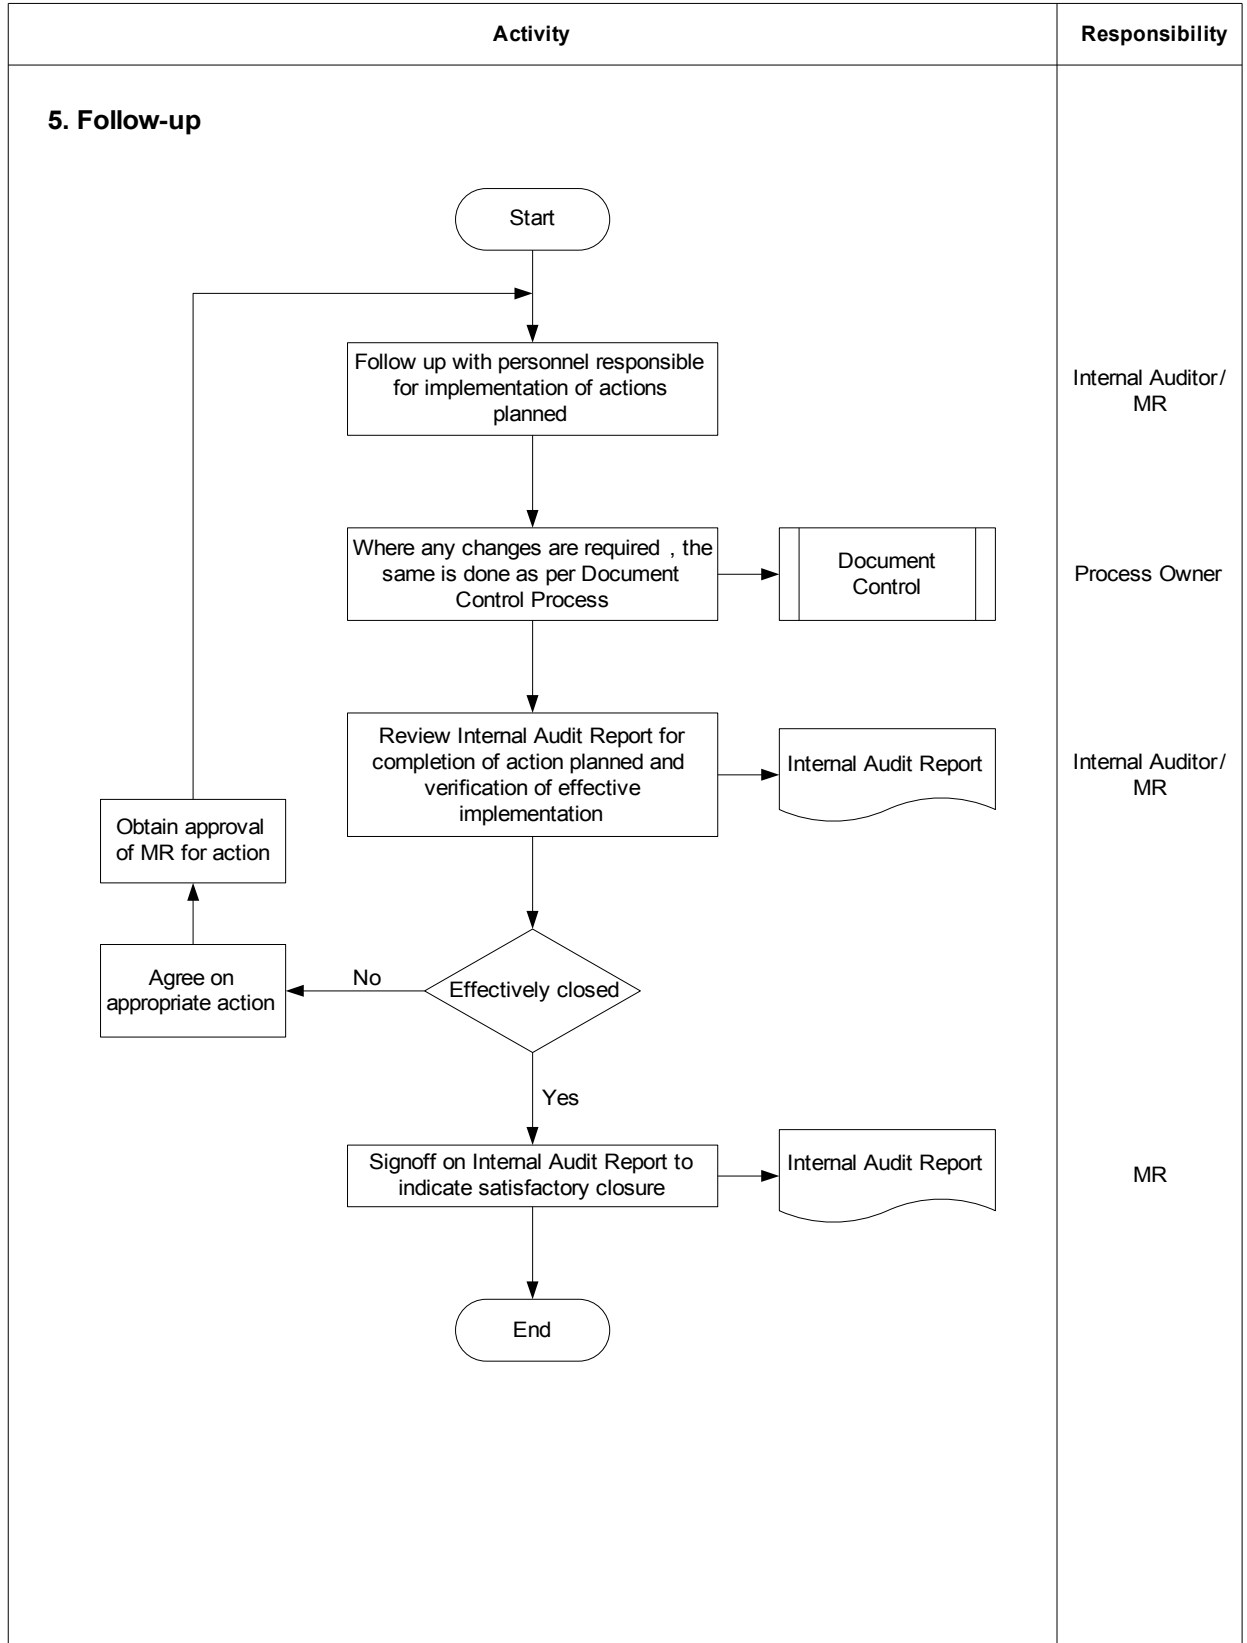 Activity
Responsibility
5. Follow-up
Start
Follow up with personnel responsible
for implementation of actions
planned
Internal Auditor/
MR
Where any changes are required , the
same is done as per Document
Control Process
Document
Control
Process Owner
Review Internal Audit Report for
completion of action planned and
verification of effective
implementation
Internal Audit Report
Internal Auditor/
MR
Obtain approval
of MR for action
Agree on
appropriate action
No
Effectively closed
Yes
Signoff on Internal Audit Report to
indicate satisfactory closure
Internal Audit Report
MR
End